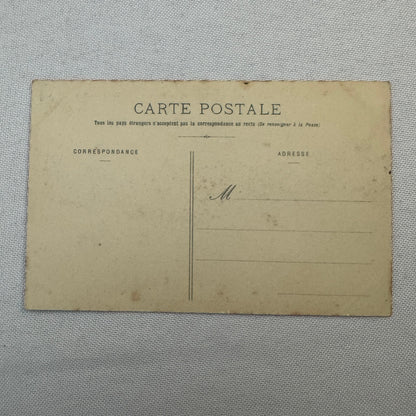 CARTE POSTALE
Tous les pays étrangers n'acceptent pas la correspondance au recto (Se renseigner à la Poste)
CORRESPONDANCE
ADRESSE
M